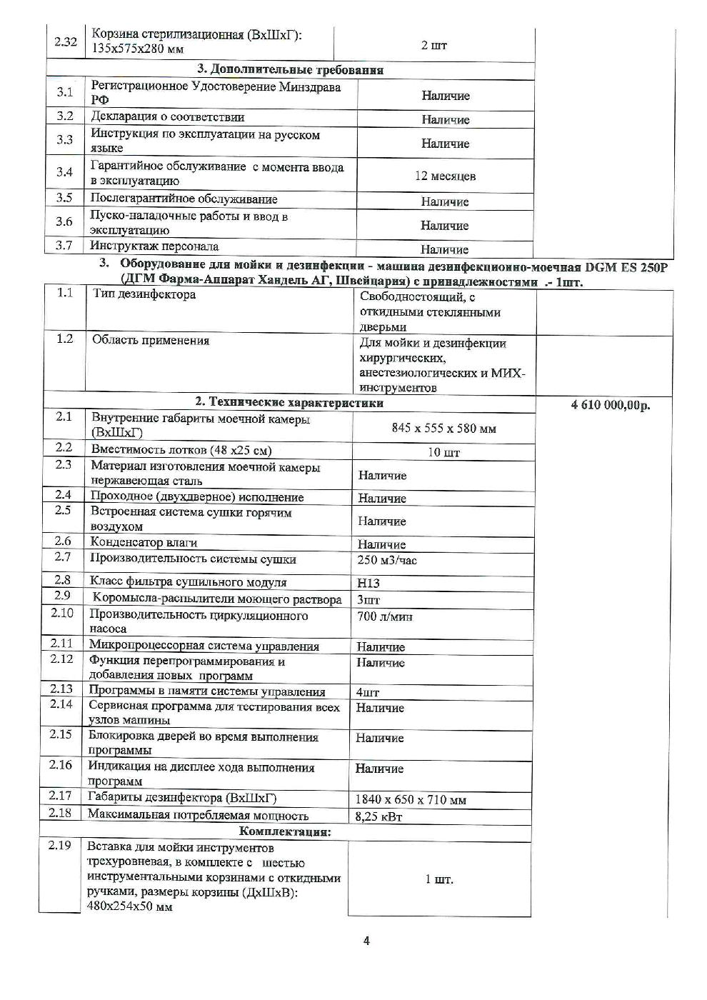 2.32
Корзина стерилизационная (ВхШхГ):
135х575х280 мм
2 шт
3. Дополнительные требования
3.1
Регистрационное Удостоверение Минздрава
РФ
Наличие
3.2
Декларация о соответствии
Наличие
3.3
Инструкция по эксплуатации на русском
языке
Наличие
3.4
Гарантийное обслуживание с момента ввода
в эксплуатацию
12 месяцев
3.5
Послегарантийное обслуживание
Наличие
3.6
Пуско-наладочные работы и ввод в
эксплуатацию
Наличие
3.7
Инструктаж персонала
Наличие
3. Оборудование для мойки и дезинфекции - машина дезинфекционно-моечная DGM ES 250P
(ДГМ Фарма-Аппарат Хандель АГ, Швейцария) с принадлежностями .- 1шт.
1.1
Тип дезинфектора
Свободностоящий, с
откидными стеклянными
дверьми
1.2
Область применения
Для мойки и дезинфекции
хирургических,
анестезиологических и МИХ-
инструментов
2. Технические характеристики
4 610 000,00р.
2.1
Внутренние габариты моечной камеры
(ВхШхГ)
845 х 555 х 580 мм
2.2
Вместимость лотков (48 х25 см)
10 шт
2.3
Материал изготовления моечной камеры
нержавеющая сталь
Наличие
2.4
Проходное (двухдверное) исполнение
Наличие
2.5
Встроенная система сушки горячим
воздухом
Наличие
2.6
Конденсатор влаги
Наличие
2.7
Производительность системы сушки
250 м3/час
2.8
Класс фильтра сушильного модуля
Н13
2.9
Коромысла-распылители моющего раствора
3шт
2.10
Производительность циркуляционного
насоса
700 л/мин
2.11
Микропроцессорная система управления
Наличие
2.12
Функция перепрограммирования и
добавления новых программ
Наличие
2.13
Программы в памяти системы управления
4шт
2.14
Сервисная программа для тестирования всех
узлов машины
Наличие
2.15
Блокировка дверей во время выполнения
программы
Наличие
2.16
Индикация на дисплее хода выполнения
программ
Наличие
2.17
Габариты дезинфектора (ВхШхГ)
1840 х 650 х 710 мм
2.18
Максимальная потребляемая мощность
8,25 кВт
Комплектация:
2.19
Вставка для мойки инструментов
трехуровневая, в комплекте с шестью
инструментальными корзинами с откидными
ручками, размеры корзины (ДхШхВ):
480х254х50 мм
1 шт.
4